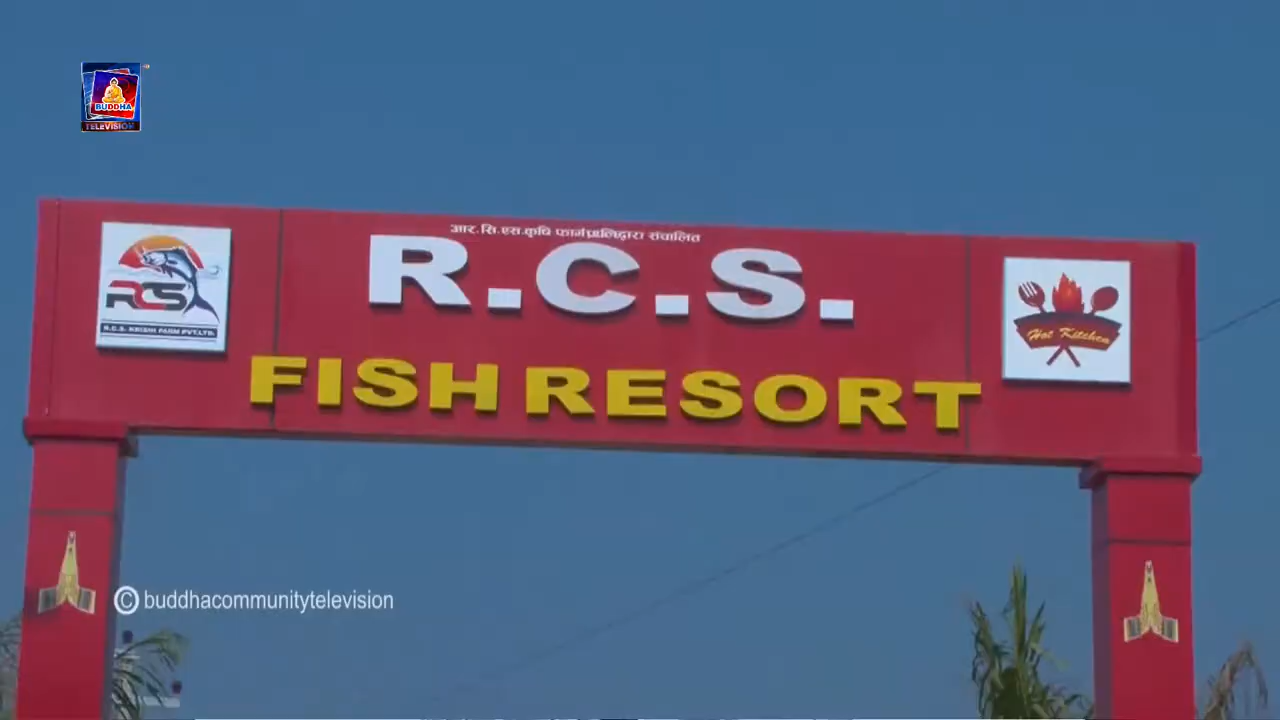 BUDDHA
TELEVISION
आर.सि.एस.कृषि फार्मप्रालिद्वारा संचालित
R.C.S.
RCS
R.C.S. KRISHI FARM PVT.LTD.
Hot Kitchen
FISH RESORT
© buddhacommunitytelevision